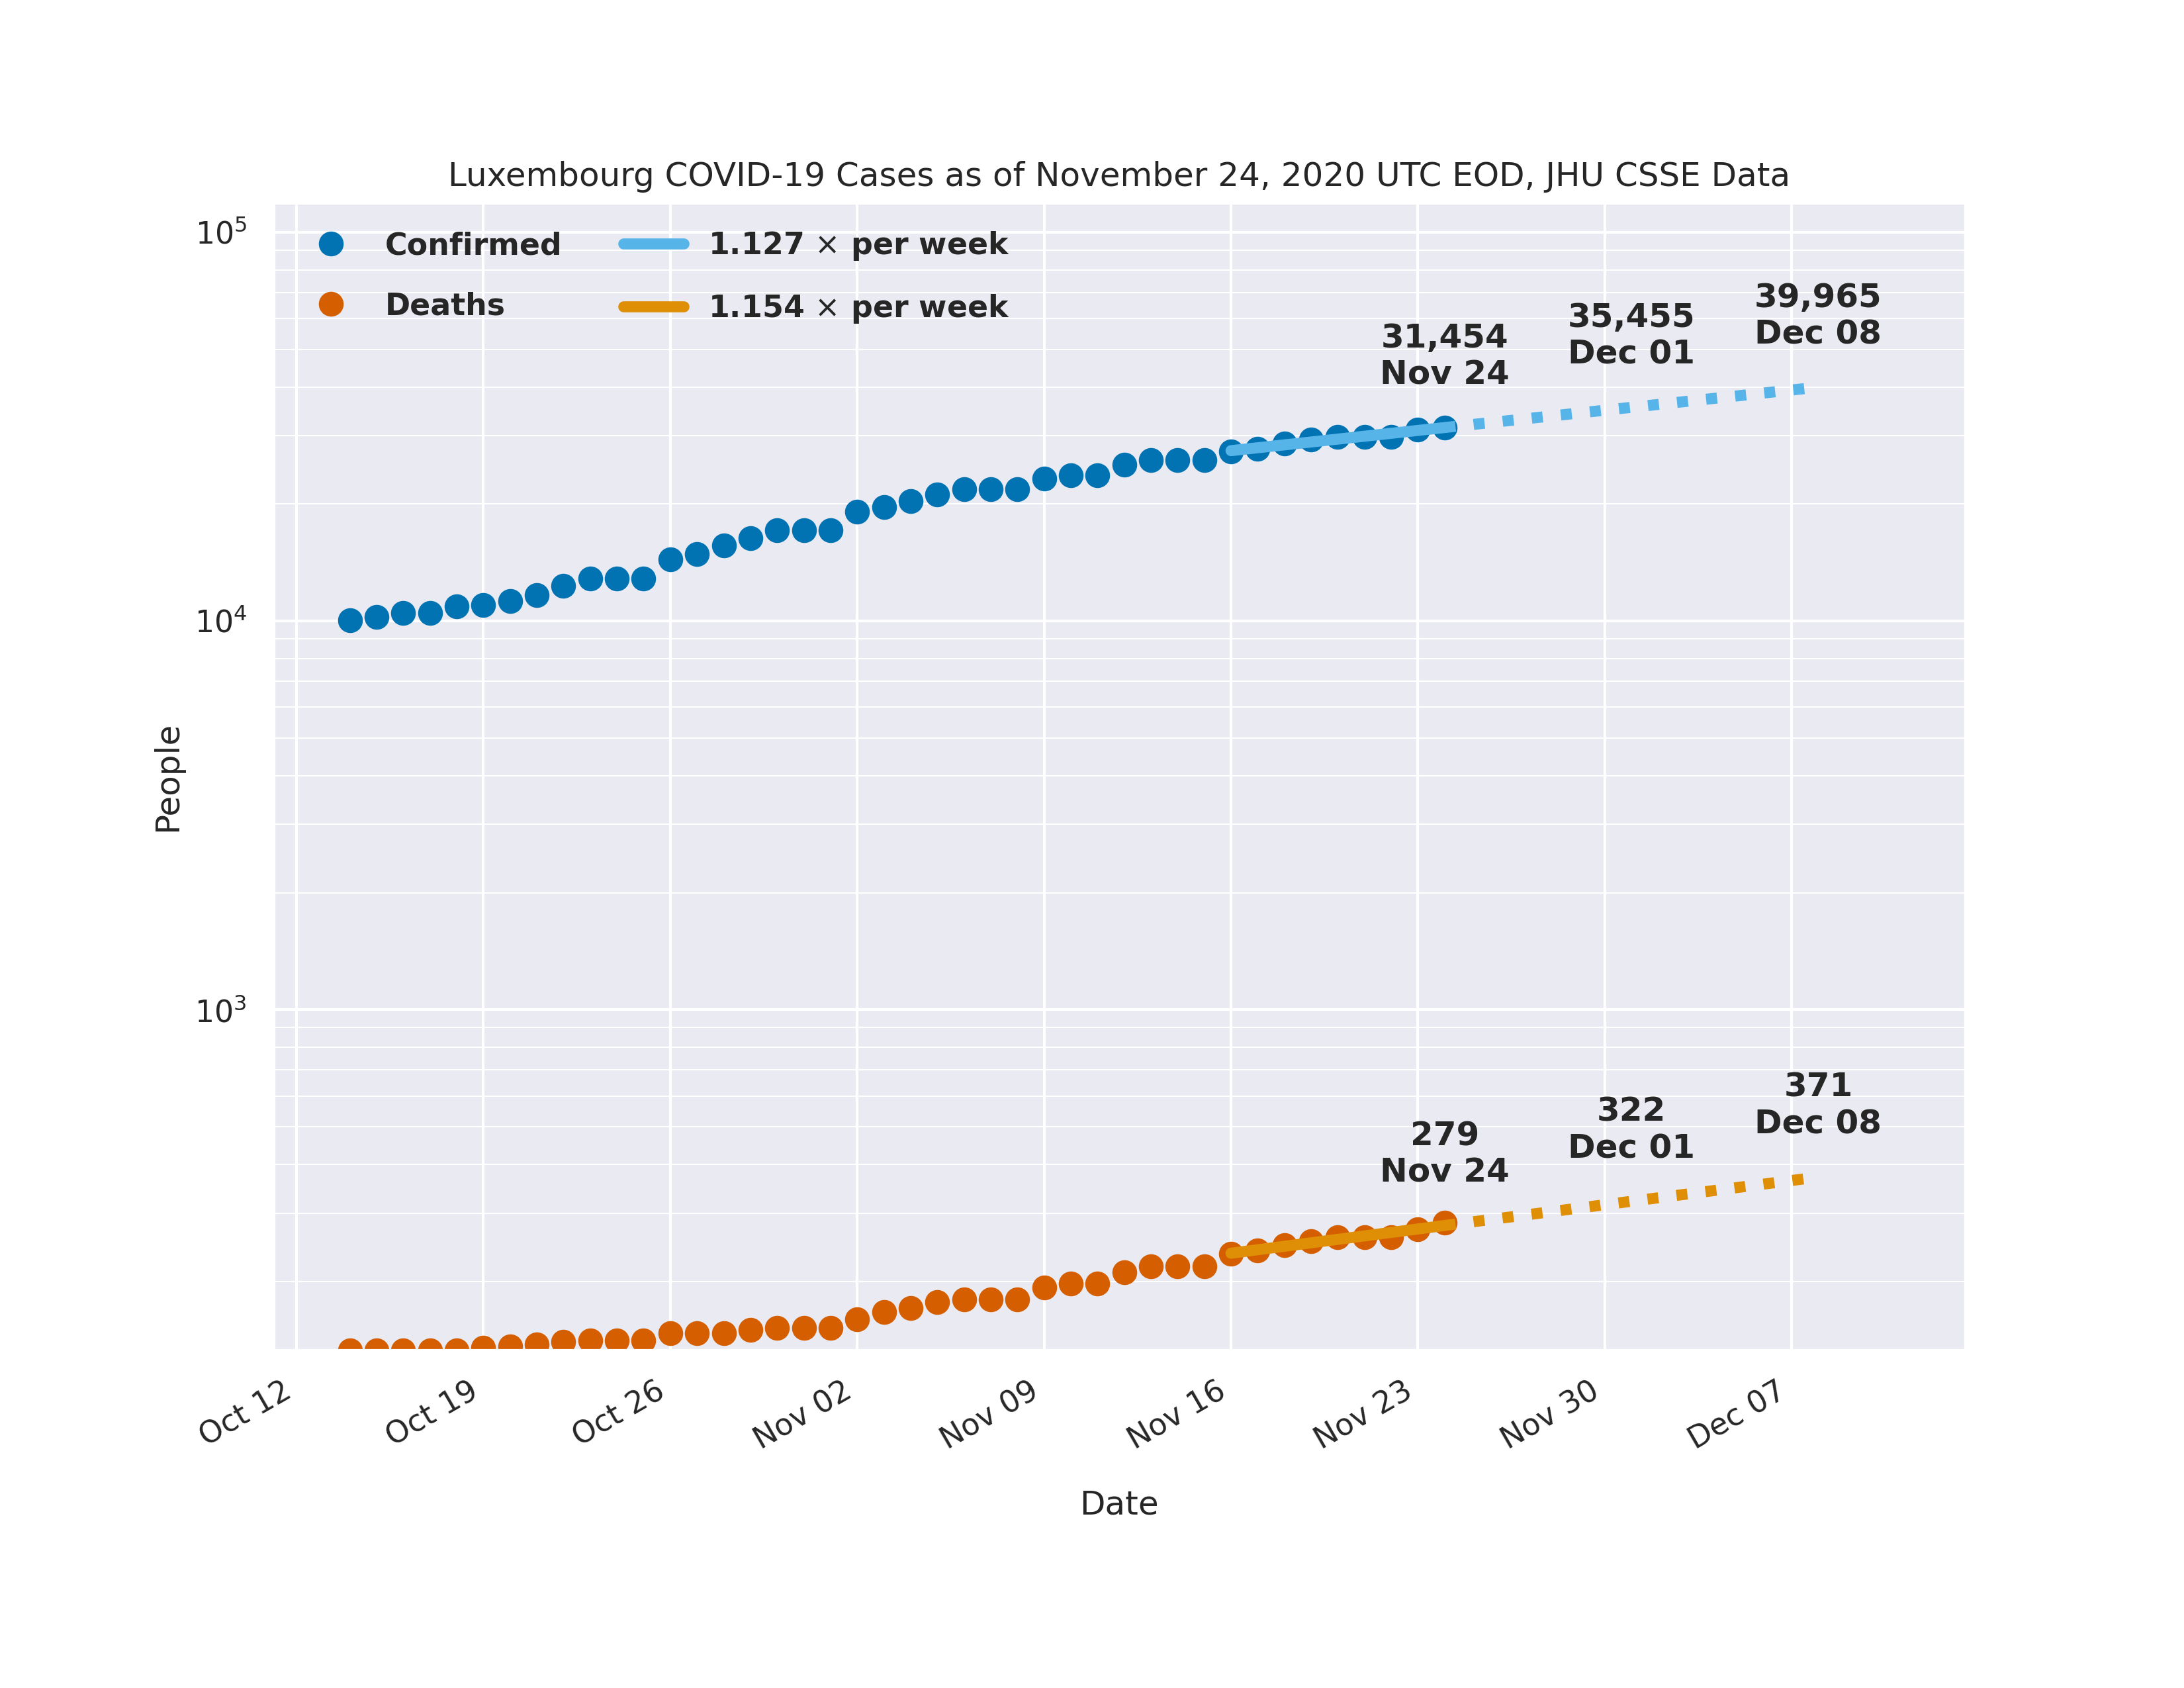 Luxembourg COVID-19 Cases as of November 24, 2020 UTC EOD, JHU CSSE Data
10⁵
10⁴
10³
People
Confirmed
Deaths
1.127 × per week
1.154 × per week
31,454
Nov 24
35,455
Dec 01
39,965
Dec 08
279
Nov 24
322
Dec 01
371
Dec 08
Oct 12
Oct 19
Oct 26
Nov 02
Nov 09
Nov 16
Nov 23
Nov 30
Dec 07
Date